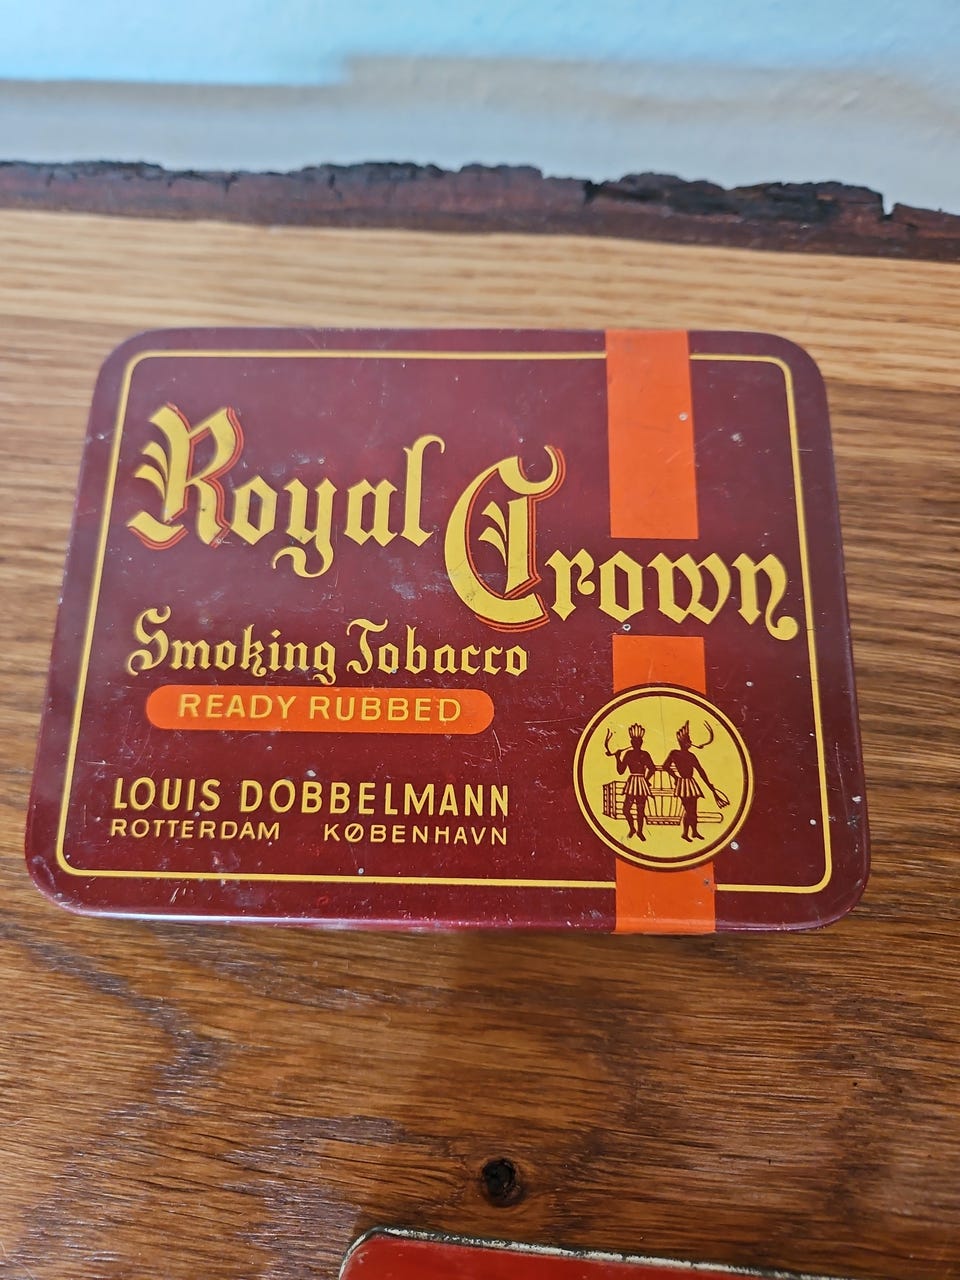 Royal Crown
Smoking Tobacco
READY RUBBED
LOUIS DOBBELMANN
ROTTERDAM KØBENHAVN